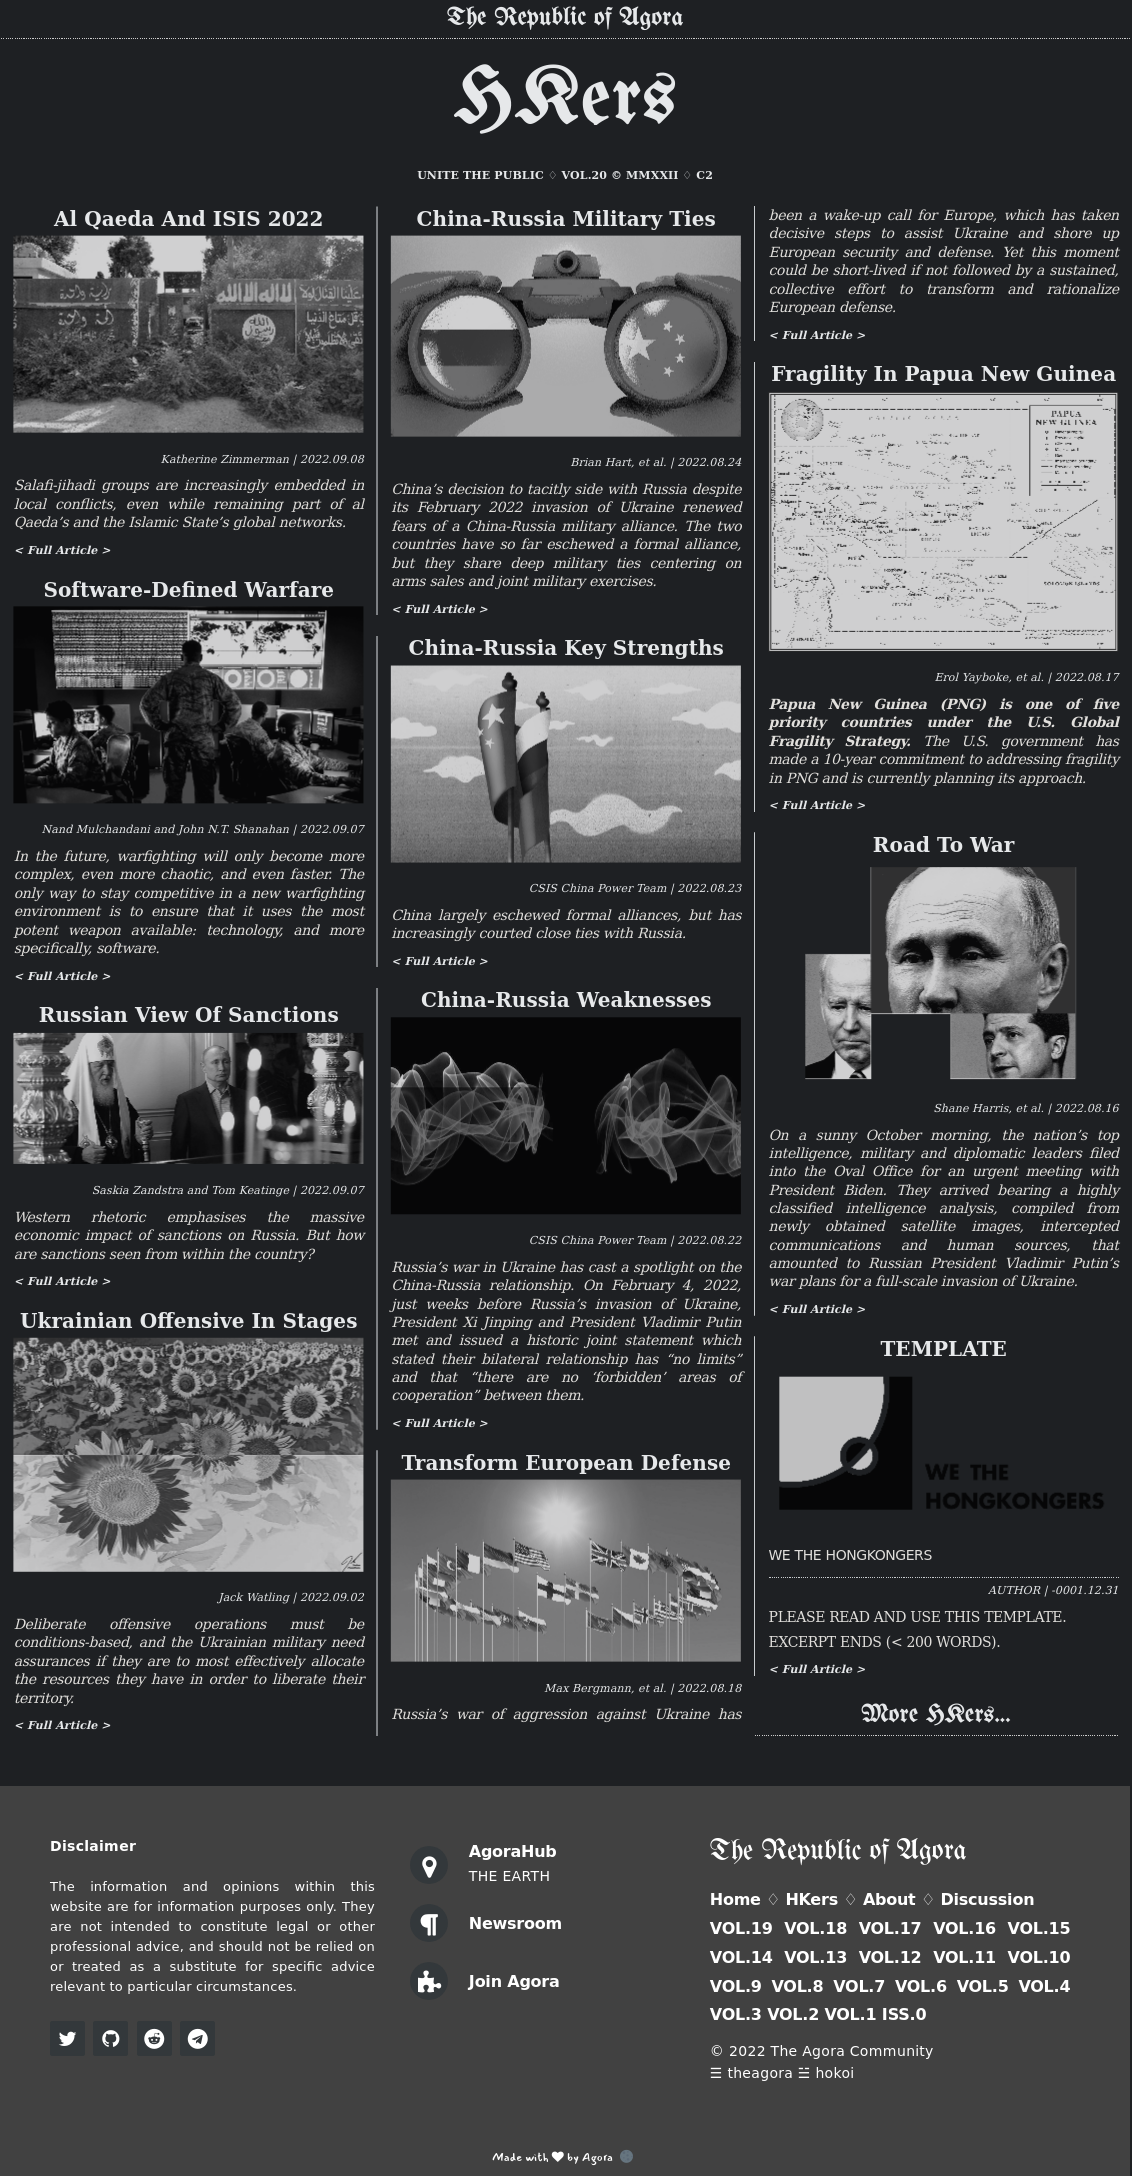 The Republic of Agora
HKers
UNITE THE PUBLIC ♢ VOL.20 © MMXXII ♢ C2
Al Qaeda And ISIS 2022
Katherine Zimmerman | 2022.09.08
Salafi-jihadi groups are increasingly embedded in
local conflicts, even while remaining part of al
Qaeda’s and the Islamic State’s global networks.
< Full Article >
Software-Defined Warfare
Nand Mulchandani and John N.T. Shanahan | 2022.09.07
In the future, warfighting will only become more
complex, even more chaotic, and even faster. The
only way to stay competitive in a new warfighting
environment is to ensure that it uses the most
potent weapon available: technology, and more
specifically, software.
< Full Article >
Russian View Of Sanctions
Saskia Zandstra and Tom Keatinge | 2022.09.07
Western rhetoric emphasises the massive
economic impact of sanctions on Russia. But how
are sanctions seen from within the country?
< Full Article >
Ukrainian Offensive In Stages
Jack Watling | 2022.09.02
Deliberate offensive operations must be
conditions-based, and the Ukrainian military need
assurances if they are to most effectively allocate
the resources they have in order to liberate their
territory.
< Full Article >
China-Russia Military Ties
Brian Hart, et al. | 2022.08.24
China’s decision to tacitly side with Russia despite
its February 2022 invasion of Ukraine renewed
fears of a China-Russia military alliance. The two
countries have so far eschewed a formal alliance,
but they share deep military ties centering on
arms sales and joint military exercises.
< Full Article >
China-Russia Key Strengths
CSIS China Power Team | 2022.08.23
China largely eschewed formal alliances, but has
increasingly courted close ties with Russia.
< Full Article >
China-Russia Weaknesses
CSIS China Power Team | 2022.08.22
Russia’s war in Ukraine has cast a spotlight on the
China-Russia relationship. On February 4, 2022,
just weeks before Russia’s invasion of Ukraine,
President Xi Jinping and President Vladimir Putin
met and issued a historic joint statement which
stated their bilateral relationship has “no limits”
and that “there are no ‘forbidden’ areas of
cooperation” between them.
< Full Article >
Transform European Defense
Max Bergmann, et al. | 2022.08.18
Russia’s war of aggression against Ukraine has
been a wake-up call for Europe, which has taken
decisive steps to assist Ukraine and shore up
European security and defense. Yet this moment
could be short-lived if not followed by a sustained,
collective effort to transform and rationalize
European defense.
< Full Article >
Fragility In Papua New Guinea
PAPUA
NEW GUINEA
Erol Yayboke, et al. | 2022.08.17
Papua New Guinea (PNG) is one of five
priority countries under the U.S. Global
Fragility Strategy. The U.S. government has
made a 10-year commitment to addressing fragility
in PNG and is currently planning its approach.
< Full Article >
Road To War
Shane Harris, et al. | 2022.08.16
On a sunny October morning, the nation’s top
intelligence, military and diplomatic leaders filed
into the Oval Office for an urgent meeting with
President Biden. They arrived bearing a highly
classified intelligence analysis, compiled from
newly obtained satellite images, intercepted
communications and human sources, that
amounted to Russian President Vladimir Putin’s
war plans for a full-scale invasion of Ukraine.
< Full Article >
TEMPLATE
WE THE
HONGKONGERS
WE THE HONGKONGERS
AUTHOR | -0001.12.31
PLEASE READ AND USE THIS TEMPLATE.
EXCERPT ENDS (< 200 WORDS).
< Full Article >
More HKers...
Disclaimer
The information and opinions within this
website are for information purposes only. They
are not intended to constitute legal or other
professional advice, and should not be relied on
or treated as a substitute for specific advice
relevant to particular circumstances.
AgoraHub
THE EARTH
Newsroom
Join Agora
The Republic of Agora
Home ♢ HKers ♢ About ♢ Discussion
VOL.19 VOL.18 VOL.17 VOL.16 VOL.15
VOL.14 VOL.13 VOL.12 VOL.11 VOL.10
VOL.9 VOL.8 VOL.7 VOL.6 VOL.5 VOL.4
VOL.3 VOL.2 VOL.1 ISS.0
© 2022 The Agora Community
☰ theagora ☱ hokoi
Made with ♥ by Agora